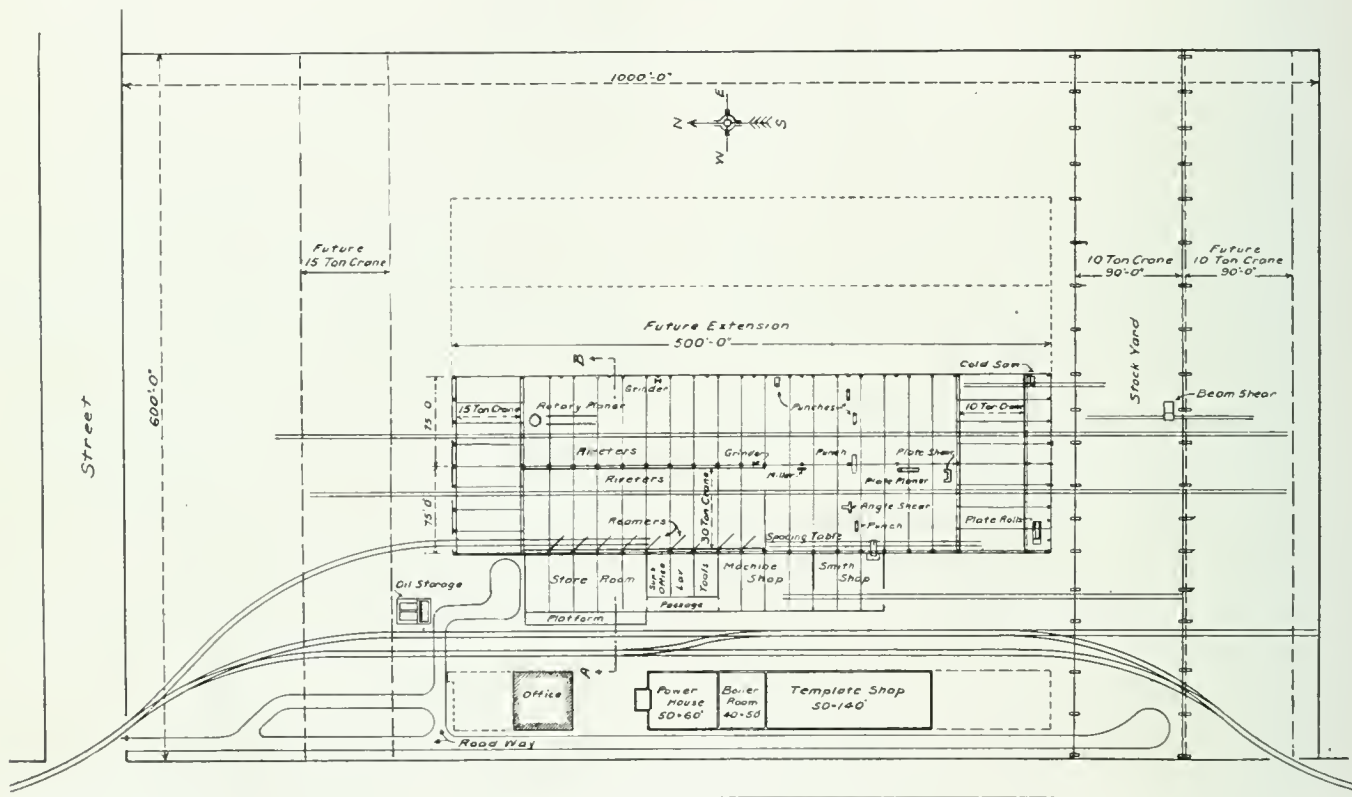 1000'-0"
N
E
S
W
Street
600'-0"
Future
15 Ton Crane
10 Ton Crane
90'-0"
Future
10 Ton Crane
90'-0"
Stock Yard
Future Extension
500'-0"
B
Cold Saw
Beam Shear
75'0
75'0
15 Ton Crane
Rotary Planer
Grinder
Punches
10 Ton Crane
Riveters
Grinder
Punch
Plate Shear
Miller
Plate Planer
Riveters
30 Ton Crane
Angle Shear
Reamers
Punch
Plate Rolls
Spacing Table
Oil Storage
Store Room
Sup's
Office
Lav
Tools
Machine
Shop
Smith
Shop
Passage
Platform
A
Office
Power
House
50×60'
Boiler
Room
40×50
Template Shop
50×140'
Road Way